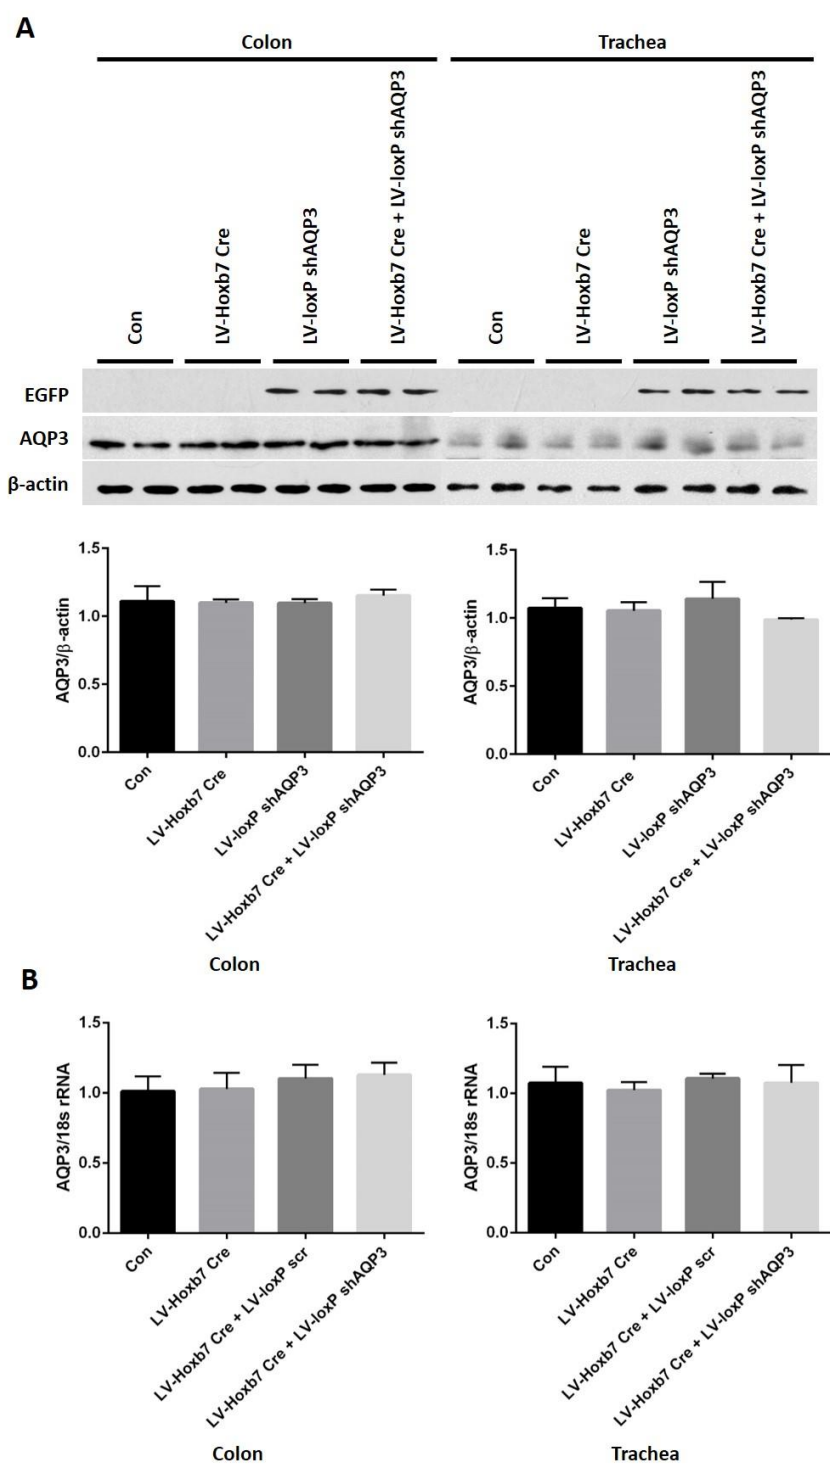 A
Colon
Trachea
Con
LV-Hoxb7 Cre
LV-loxP shAQP3
LV-Hoxb7 Cre + LV-loxP shAQP3
Con
LV-Hoxb7 Cre
LV-loxP shAQP3
LV-Hoxb7 Cre + LV-loxP shAQP3
EGFP
AQP3
β-actin
AQP3/β-actin
1.5
1.0
0.5
0.0
Con
LV-Hoxb7 Cre
LV-loxP shAQP3
LV-Hoxb7 Cre + LV-loxP shAQP3
Colon
AQP3/β-actin
1.5
1.0
0.5
0.0
Con
LV-Hoxb7 Cre
LV-loxP shAQP3
LV-Hoxb7 Cre + LV-loxP shAQP3
Trachea
B
AQP3/18s rRNA
1.5
1.0
0.5
0.0
Con
LV-Hoxb7 Cre
LV-Hoxb7 Cre + LV-loxP scr
LV-Hoxb7 Cre + LV-loxP shAQP3
Colon
AQP3/18s rRNA
1.5
1.0
0.5
0.0
Con
LV-Hoxb7 Cre
LV-Hoxb7 Cre + LV-loxP scr
LV-Hoxb7 Cre + LV-loxP shAQP3
Trachea